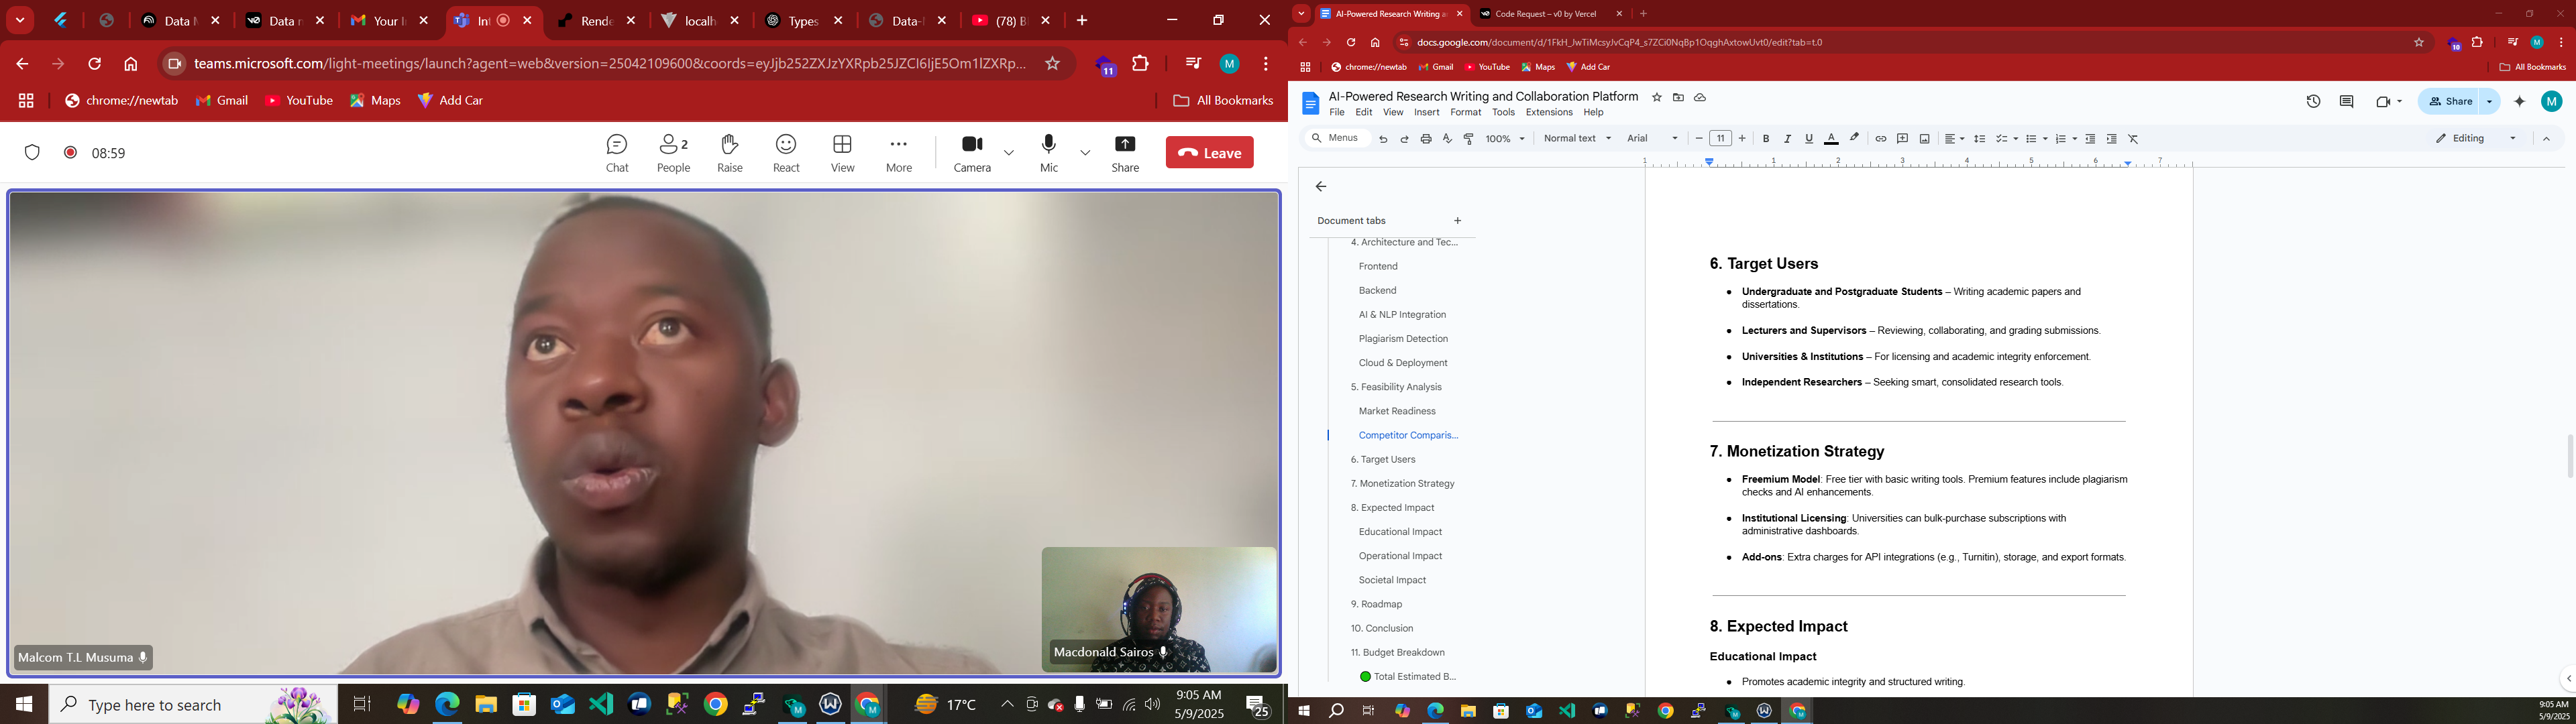 Data M
Data n
Your I
Int
Rende
localh
Types
Data-
(78) B
teams.microsoft.com/light-meetings/launch?agent=web&version=25042109600&coords=eyJjb252ZXJzYXRpb25JZCI6IjE5Om1lZXRp...
11
M
chrome://newtab
Gmail
YouTube
Maps
Add Car
All Bookmarks
08:59
Chat
People
2
Raise
React
View
More
Camera
Mic
Share
Leave
Malcom T.L Musuma
Macdonald Sairos
Type here to search
17°C
9:05 AM
5/9/2025
25
AI-Powered Research Writing a
Code Request – v0 by Vercel
docs.google.com/document/d/1FkH_JwTiMcsyJvCqP4_s7ZCi0NqBp1OqghAxtowUvt0/edit?tab=t.0
10
M
chrome://newtab
Gmail
YouTube
Maps
Add Car
All Bookmarks
AI-Powered Research Writing and Collaboration Platform
File Edit View Insert Format Tools Extensions Help
Share
M
Menus
100%
Normal text
Arial
11
B I U A
Editing
1 1 2 3 4 5 6 7
Document tabs
4. Architecture and Tec...
Frontend
Backend
AI & NLP Integration
Plagiarism Detection
Cloud & Deployment
5. Feasibility Analysis
Market Readiness
Competitor Comparis...
6. Target Users
7. Monetization Strategy
8. Expected Impact
Educational Impact
Operational Impact
Societal Impact
9. Roadmap
10. Conclusion
11. Budget Breakdown
Total Estimated B...
6. Target Users
● Undergraduate and Postgraduate Students – Writing academic papers and
dissertations.
● Lecturers and Supervisors – Reviewing, collaborating, and grading submissions.
● Universities & Institutions – For licensing and academic integrity enforcement.
● Independent Researchers – Seeking smart, consolidated research tools.
7. Monetization Strategy
● Freemium Model: Free tier with basic writing tools. Premium features include plagiarism
checks and AI enhancements.
● Institutional Licensing: Universities can bulk-purchase subscriptions with
administrative dashboards.
● Add-ons: Extra charges for API integrations (e.g., Turnitin), storage, and export formats.
8. Expected Impact
Educational Impact
● Promotes academic integrity and structured writing.
9:05 AM
5/9/2025